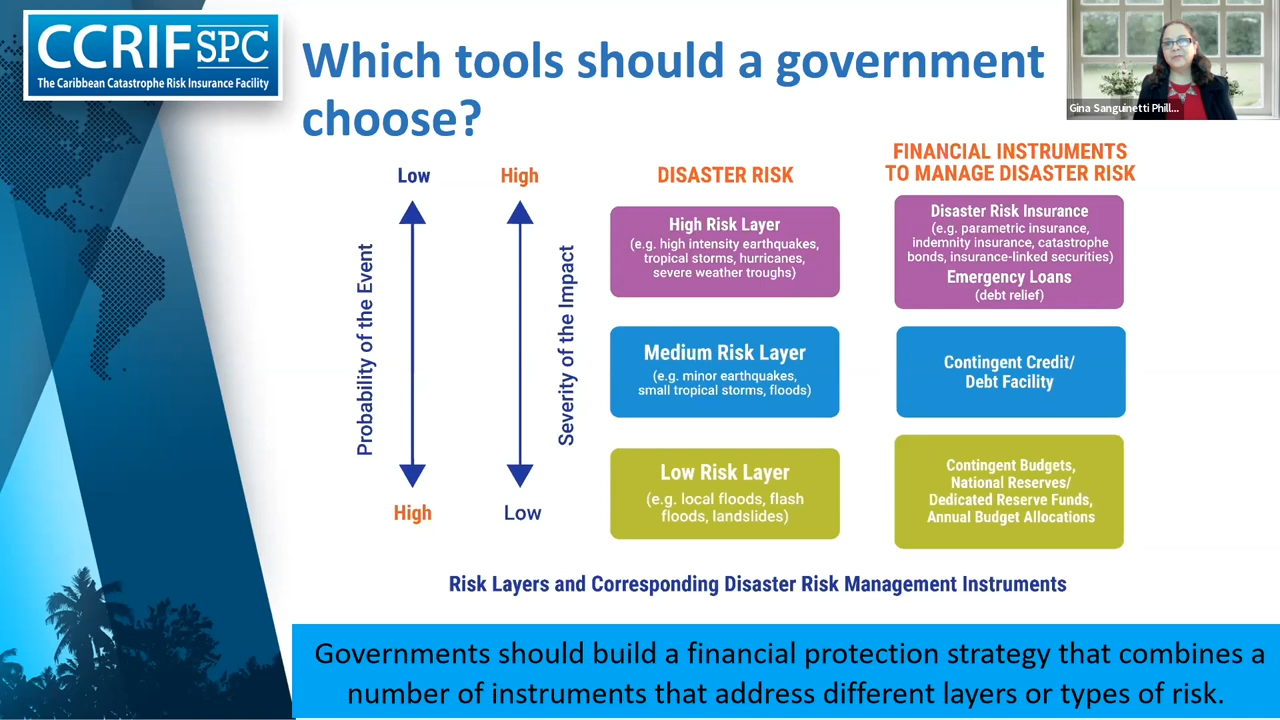 CCRIF SPC
The Caribbean Catastrophe Risk Insurance Facility
Which tools should a government
choose?
Gina Sanguinetti Phill...
Low
High
Probability of the Event
High
Low
Severity of the Impact
DISASTER RISK
High Risk Layer
(e.g. high intensity earthquakes,
tropical storms, hurricanes,
severe weather troughs)
Medium Risk Layer
(e.g. minor earthquakes,
small tropical storms, floods)
Low Risk Layer
(e.g. local floods, flash
floods, landslides)
FINANCIAL INSTRUMENTS
TO MANAGE DISASTER RISK
Disaster Risk Insurance
(e.g. parametric insurance,
indemnity insurance, catastrophe
bonds, insurance-linked securities)
Emergency Loans
(debt relief)
Contingent Credit/
Debt Facility
Contingent Budgets,
National Reserves/
Dedicated Reserve Funds,
Annual Budget Allocations
Risk Layers and Corresponding Disaster Risk Management Instruments
Governments should build a financial protection strategy that combines a
number of instruments that address different layers or types of risk.